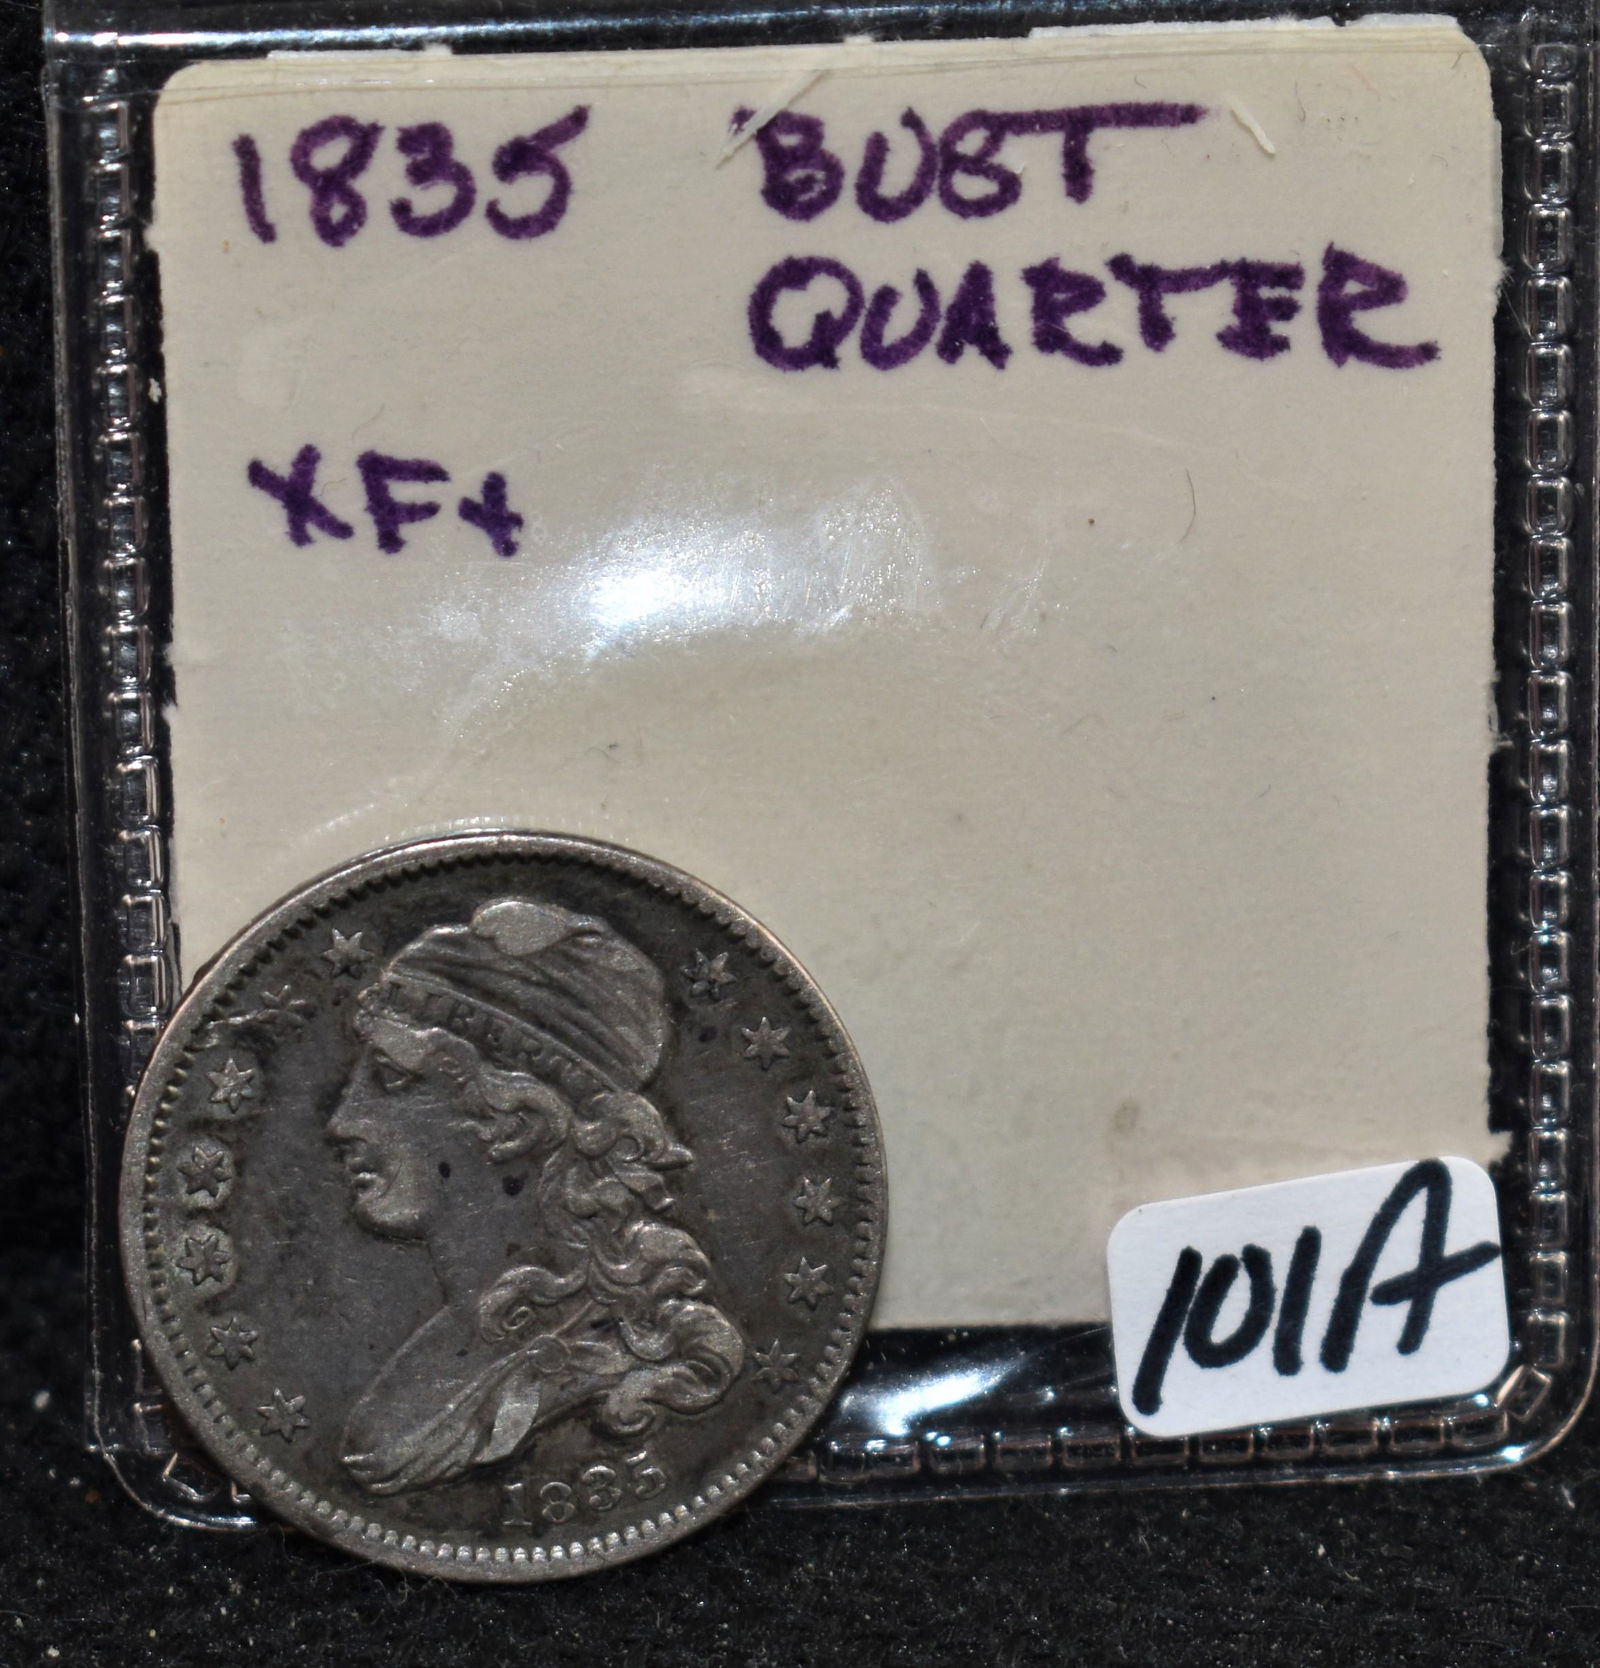 1835 BUST
QUARTER
XF+
LIBERTY
1835
101A